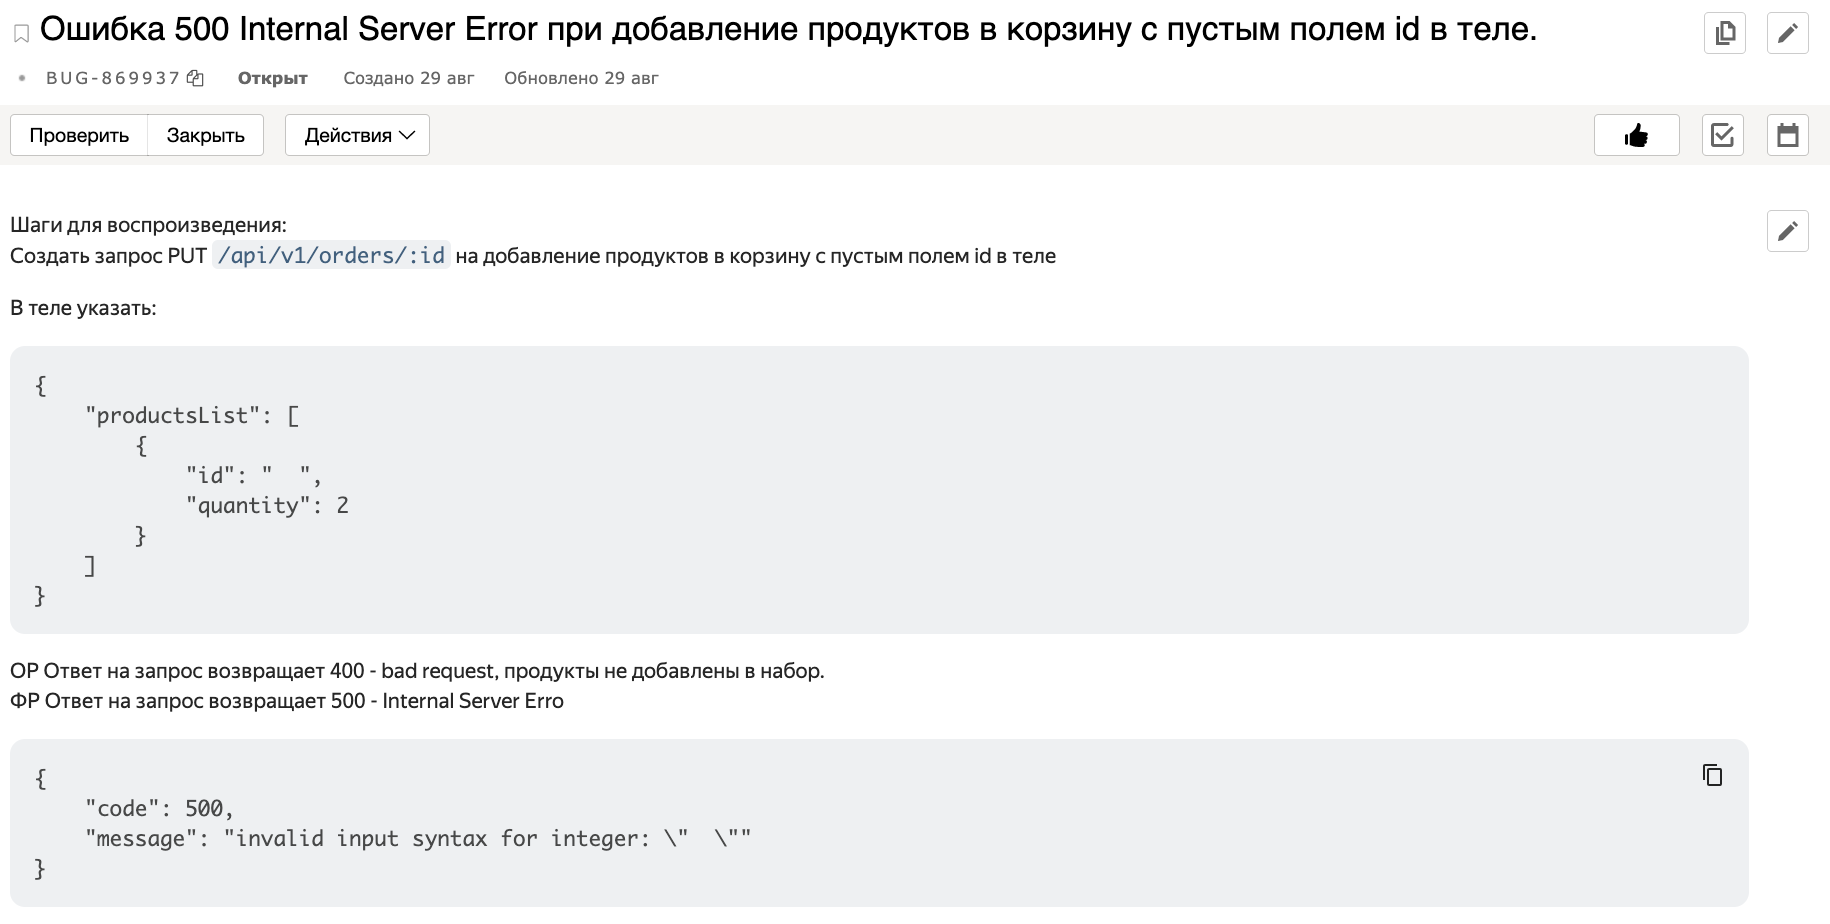 Ошибка 500 Internal Server Error при добавление продуктов в корзину с пустым полем id в теле.
BUG-869937 Открыт Создано 29 авг Обновлено 29 авг
Проверить Закрыть Действия
Шаги для воспроизведения:
Создать запрос PUT /api/v1/orders/:id на добавление продуктов в корзину с пустым полем id в теле
В теле указать:
{
    "productsList": [
        {
            "id": "  ",
            "quantity": 2
        }
    ]
}
ОР Ответ на запрос возвращает 400 - bad request, продукты не добавлены в набор.
ФР Ответ на запрос возвращает 500 - Internal Server Erro
{
    "code": 500,
    "message": "invalid input syntax for integer: \"  \""
}